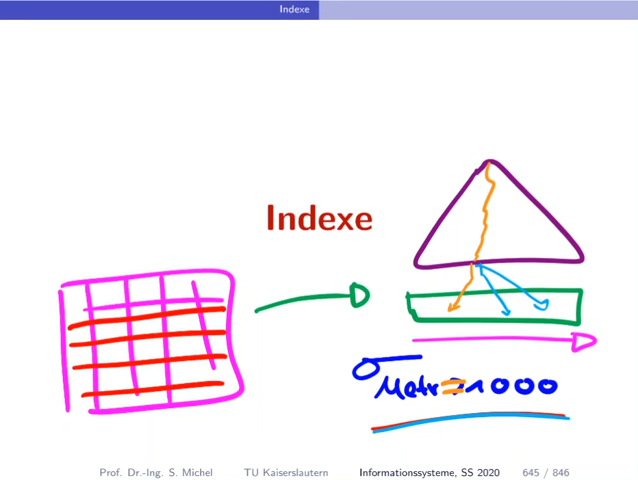 Indexe
Indexe
σ Matr = 1000
Prof. Dr.-Ing. S. Michel TU Kaiserslautern Informationssysteme, SS 2020 645 / 846